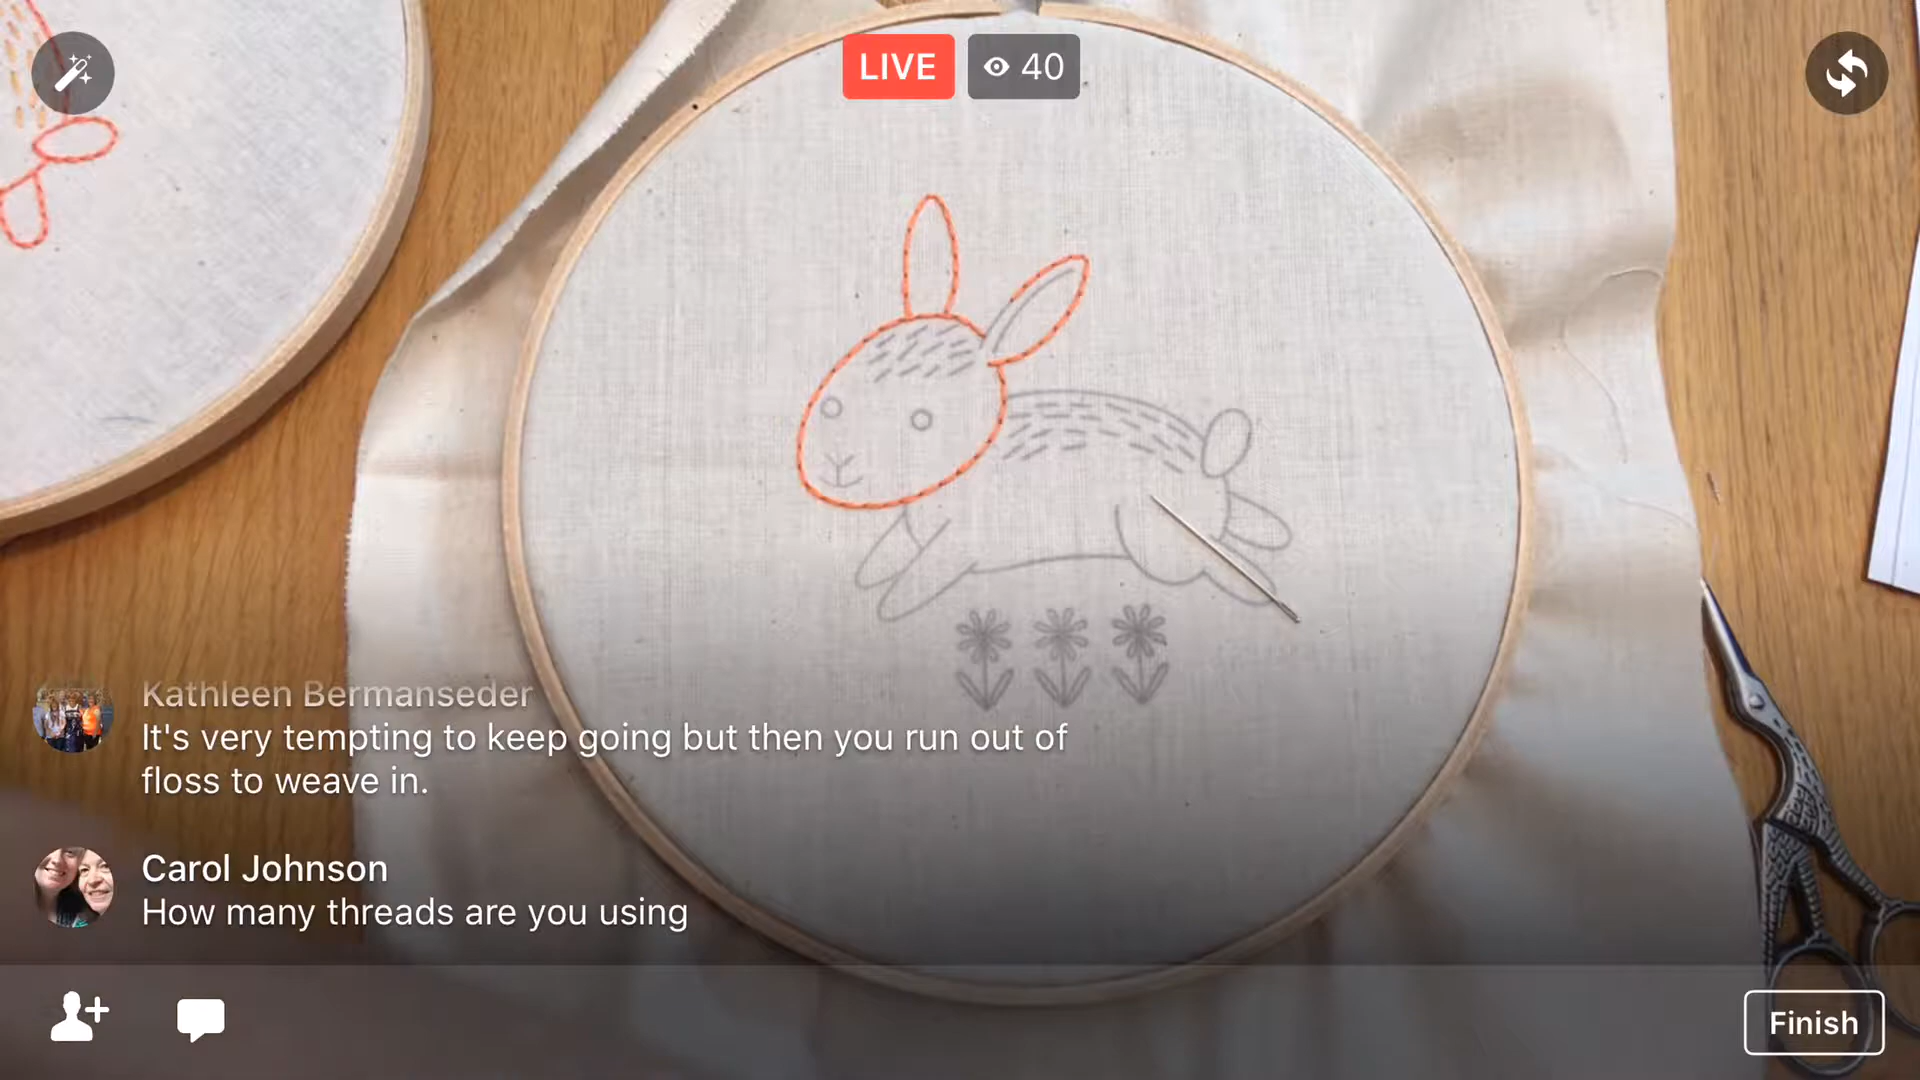 LIVE
40
Kathleen Bermanseder
It's very tempting to keep going but then you run out of
floss to weave in.
Carol Johnson
How many threads are you using
Finish